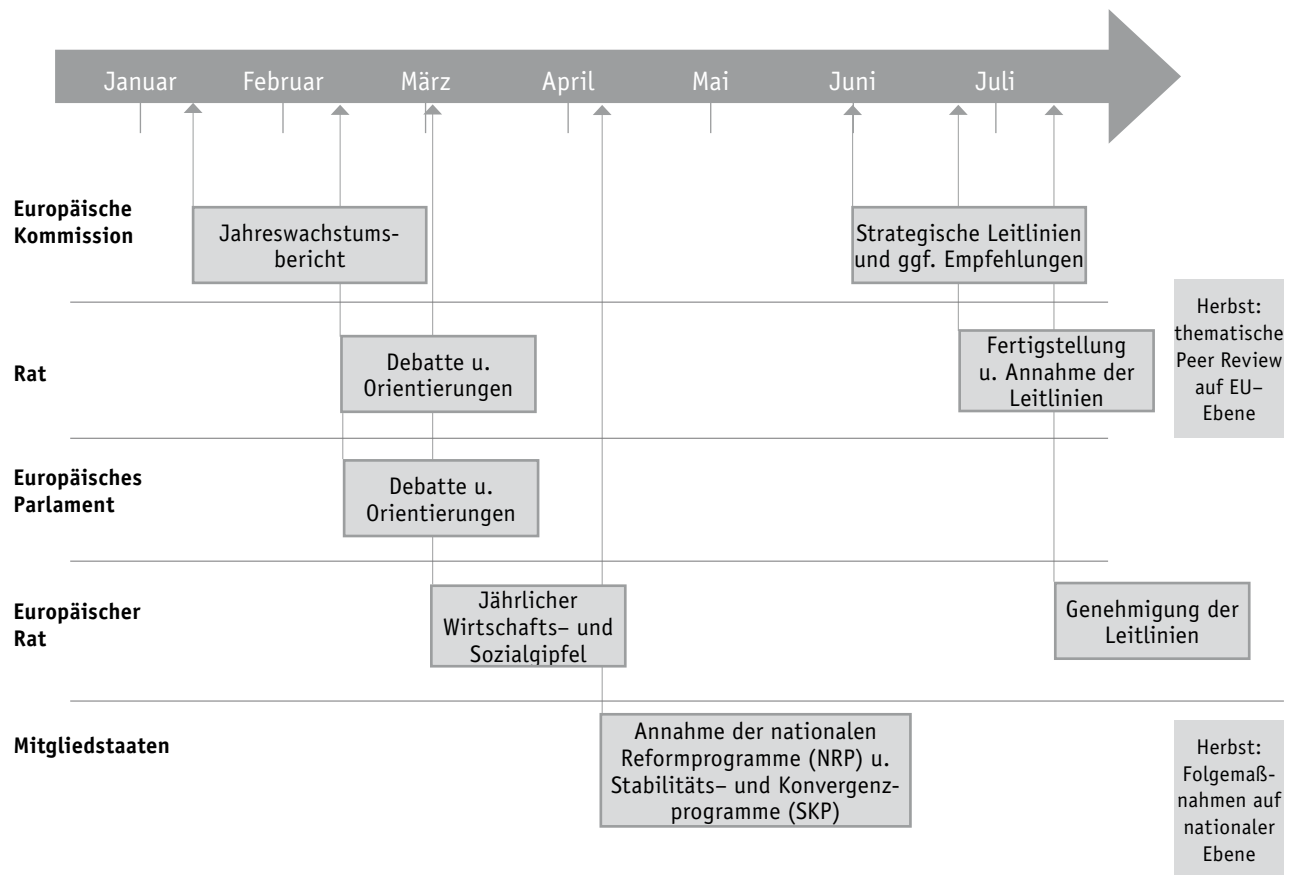 Januar Februar März April Mai Juni Juli
Europäische
Kommission
Jahreswachstums-
bericht
Strategische Leitlinien
und ggf. Empfehlungen
Herbst:
thematische
Peer Review
auf EU–
Ebene
Rat
Debatte u.
Orientierungen
Fertigstellung
u. Annahme der
Leitlinien
Europäisches
Parlament
Debatte u.
Orientierungen
Europäischer
Rat
Jährlicher
Wirtschafts– und
Sozialgipfel
Genehmigung der
Leitlinien
Mitgliedstaaten
Annahme der nationalen
Reformprogramme (NRP) u.
Stabilitäts– und Konvergenz-
programme (SKP)
Herbst:
Folgemaß-
nahmen auf
nationaler
Ebene